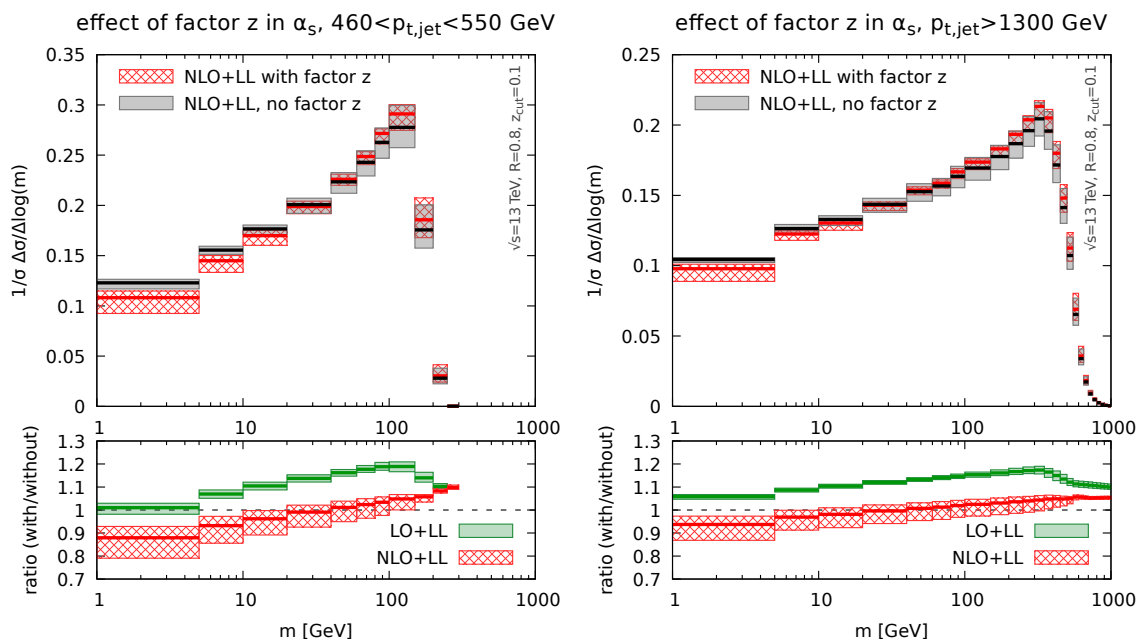 effect of factor z in αs, 460<pt,jet<550 GeV
1/σ Δσ/Δlog(m)
0.35
0.3
0.25
0.2
0.15
0.1
0.05
0
NLO+LL with factor z
NLO+LL, no factor z
√s=13 TeV, R=0.8, zcut=0.1
1 10 100 1000
ratio (with/without)
1.3
1.2
1.1
1
0.9
0.8
0.7
LO+LL
NLO+LL
1 10 100 1000
m [GeV]
effect of factor z in αs, pt,jet>1300 GeV
1/σ Δσ/Δlog(m)
0.25
0.2
0.15
0.1
0.05
0
NLO+LL with factor z
NLO+LL, no factor z
√s=13 TeV, R=0.8, zcut=0.1
1 10 100 1000
ratio (with/without)
1.3
1.2
1.1
1
0.9
0.8
0.7
LO+LL
NLO+LL
1 10 100 1000
m [GeV]